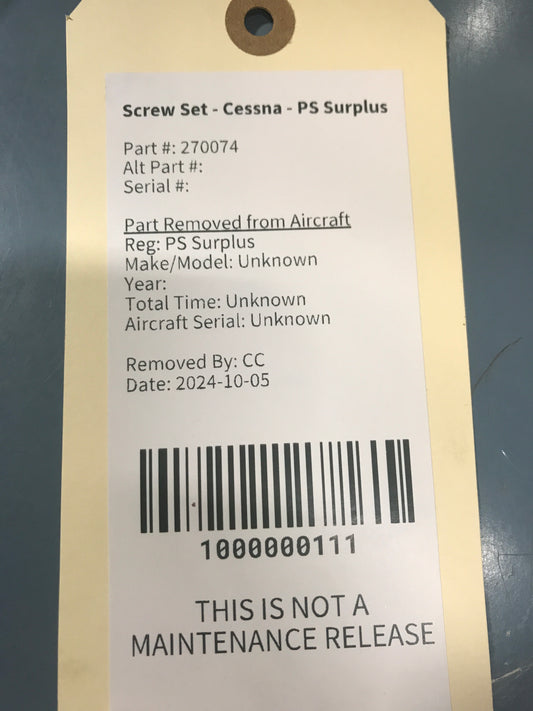 Screw Set - Cessna - PS Surplus
Part #: 270074
Alt Part #:
Serial #:
Part Removed from Aircraft
Reg: PS Surplus
Make/Model: Unknown
Year:
Total Time: Unknown
Aircraft Serial: Unknown
Removed By: CC
Date: 2024-10-05
1000000111
THIS IS NOT A
MAINTENANCE RELEASE